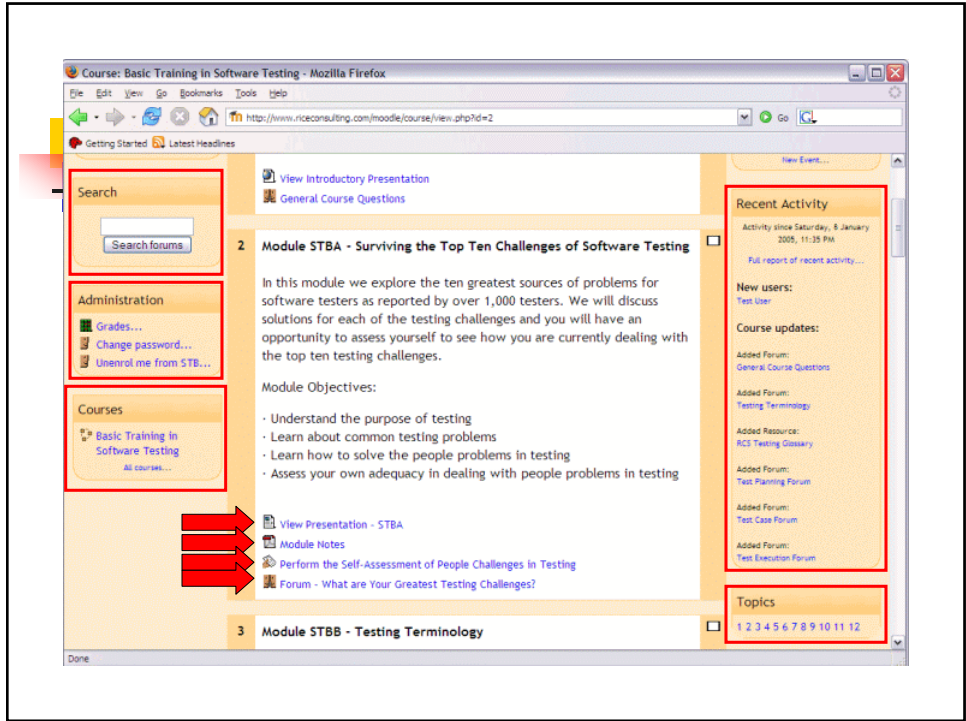 Course: Basic Training in Software Testing - Mozilla Firefox
File Edit View Go Bookmarks Tools Help
http://www.riceconsulting.com/moodle/course/view.php?id=2
Go
Getting Started Latest Headlines
Search
Search forums
Administration
Grades...
Change password...
Unenrol me from STB...
Courses
Basic Training in
Software Testing
All courses...
View Introductory Presentation
General Course Questions
2 Module STBA - Surviving the Top Ten Challenges of Software Testing
In this module we explore the ten greatest sources of problems for
software testers as reported by over 1,000 testers. We will discuss
solutions for each of the testing challenges and you will have an
opportunity to assess yourself to see how you are currently dealing with
the top ten testing challenges.
Module Objectives:
· Understand the purpose of testing
· Learn about common testing problems
· Learn how to solve the people problems in testing
· Assess your own adequacy in dealing with people problems in testing
View Presentation - STBA
Module Notes
Perform the Self-Assessment of People Challenges in Testing
Forum - What are Your Greatest Testing Challenges?
3 Module STBB - Testing Terminology
New Event...
Recent Activity
Activity since Saturday, 8 January
2005, 11:35 PM
Full report of recent activity...
New users:
Test User
Course updates:
Added Forum:
General Course Questions
Added Forum:
Testing Terminology
Added Resource:
RCS Testing Glossary
Added Forum:
Test Planning Forum
Added Forum:
Test Case Forum
Added Forum:
Test Execution Forum
Topics
1 2 3 4 5 6 7 8 9 10 11 12
Done